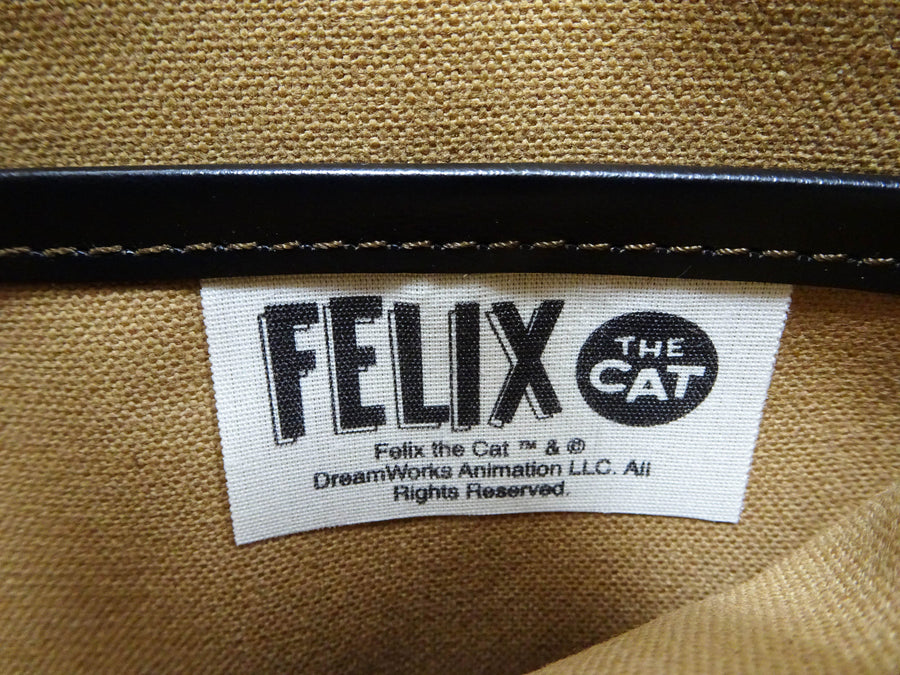 FELIX
THE
CAT
Felix the Cat ™ & ©
DreamWorks Animation LLC. All
Rights Reserved.